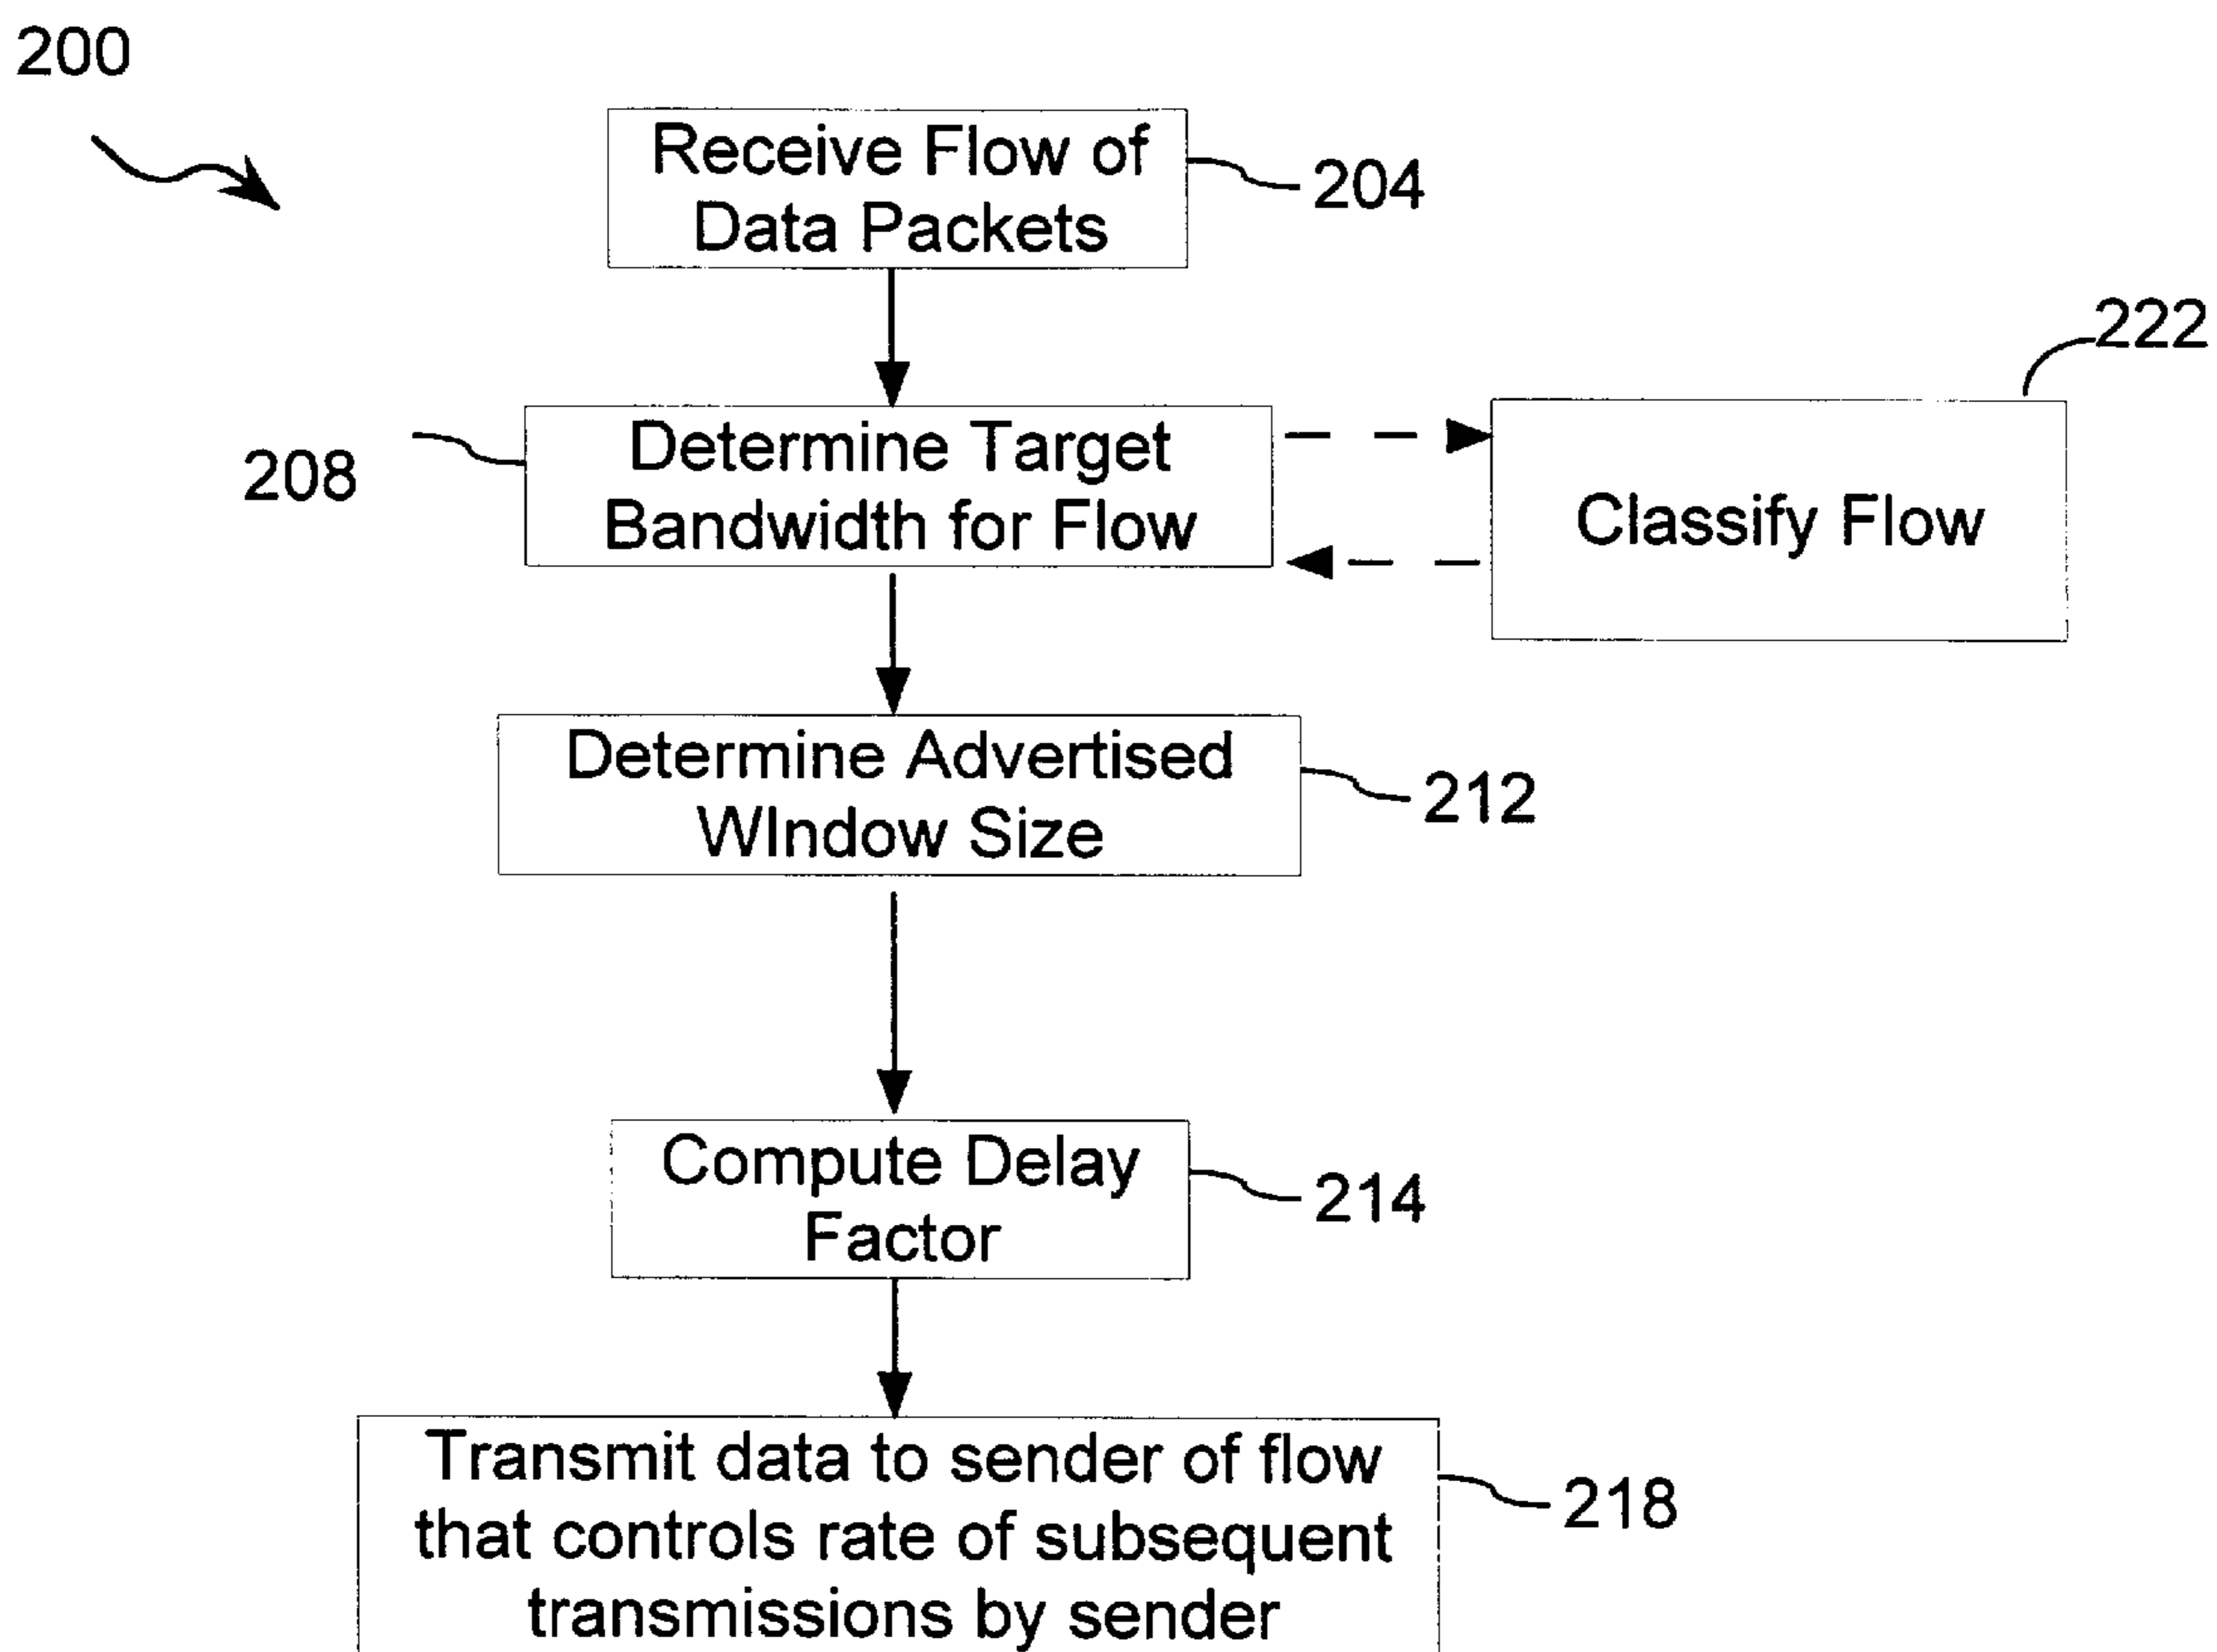 200
Receive Flow of
Data Packets
204
222
Determine Target
Bandwidth for Flow
208
Classify Flow
Determine Advertised
WIndow Size
212
Compute Delay
Factor
214
Transmit data to sender of flow
that controls rate of subsequent
transmissions by sender
218